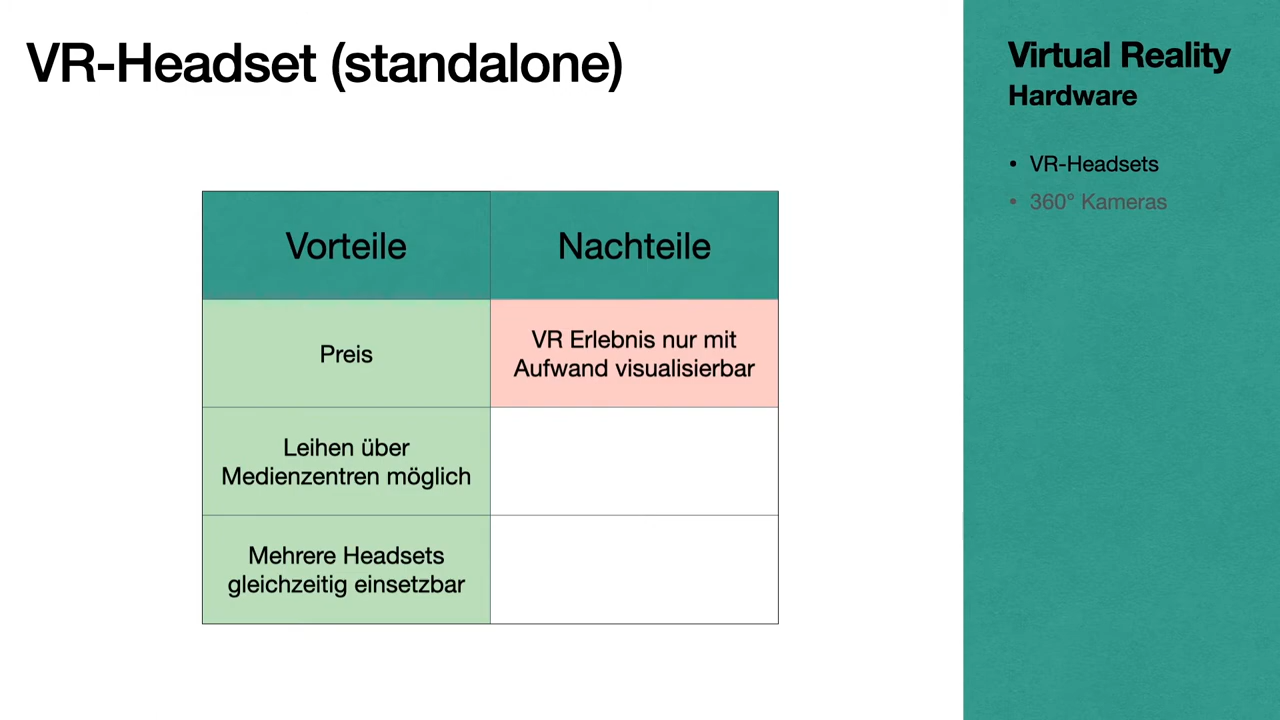 VR-Headset (standalone)
Vorteile
Nachteile
Preis
VR Erlebnis nur mit
Aufwand visualisierbar
Leihen über
Medienzentren möglich
Mehrere Headsets
gleichzeitig einsetzbar
Virtual Reality
Hardware
• VR-Headsets
• 360° Kameras